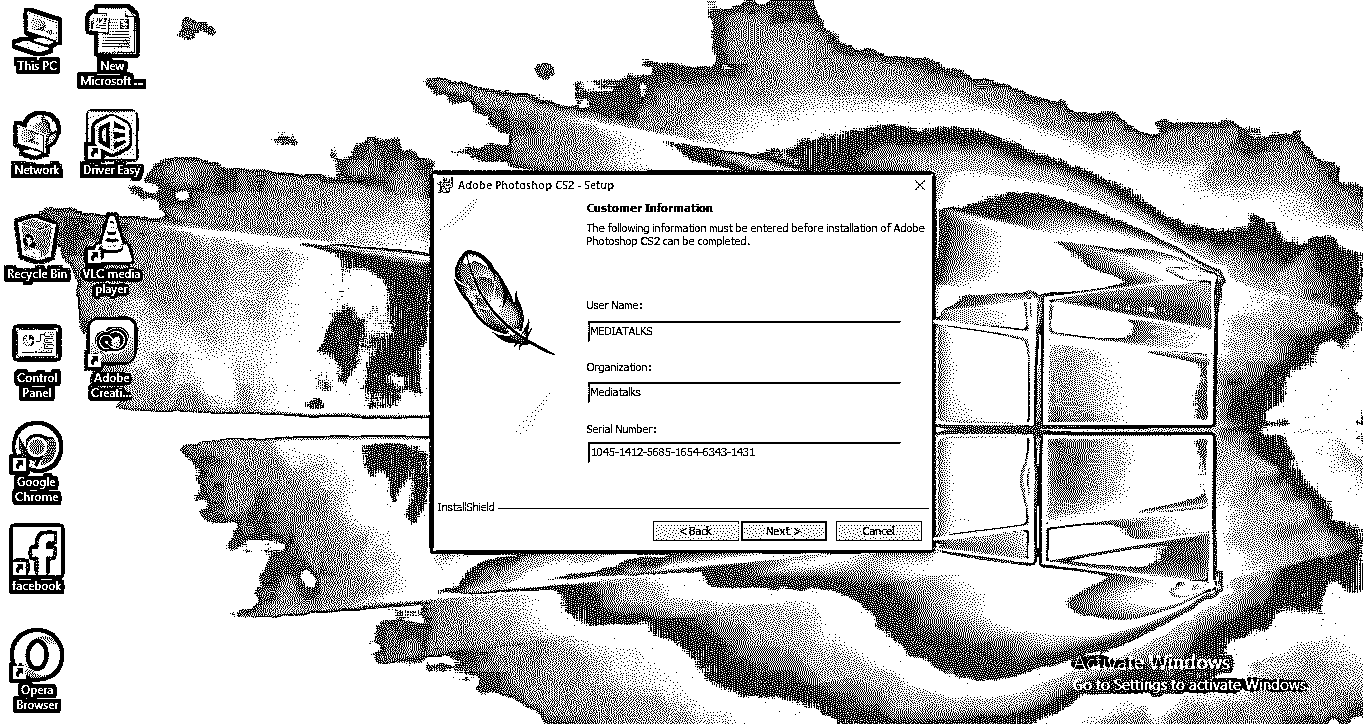 This PC
New
Microsoft ...
Network
Driver Easy
Recycle Bin
VLC media
player
Control
Panel
Adobe
Creati...
Google
Chrome
facebook
Opera
Browser
Adobe Photoshop CS2 - Setup
Customer Information
The following information must be entered before installation of Adobe
Photoshop CS2 can be completed.
User Name:
MEDIATALKS
Organization:
Mediatalks
Serial Number:
1045-1412-5685-1654-6343-1431
InstallShield
< Back
Next >
Cancel
Activate Windows
Go to Settings to activate Windows.